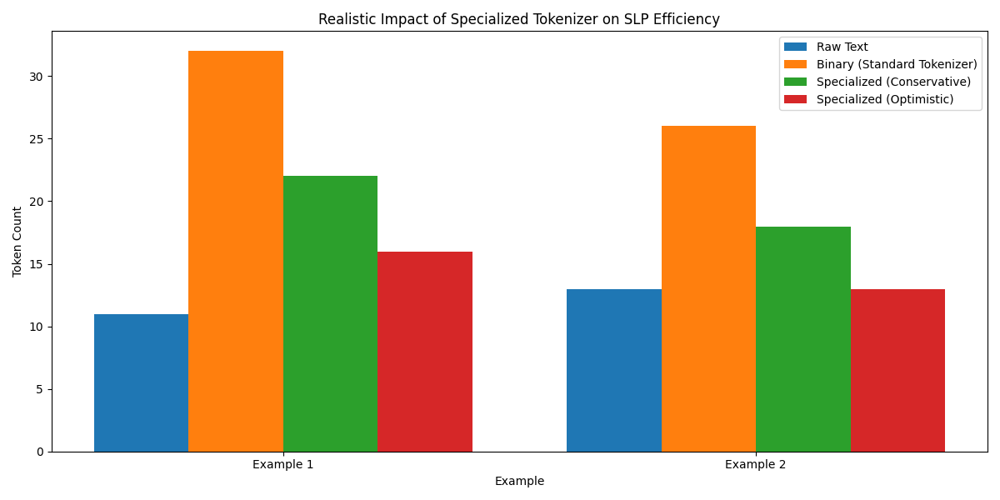 Realistic Impact of Specialized Tokenizer on SLP Efficiency
Raw Text
Binary (Standard Tokenizer)
Specialized (Conservative)
Specialized (Optimistic)
Token Count
30
25
20
15
10
5
0
Example 1
Example 2
Example